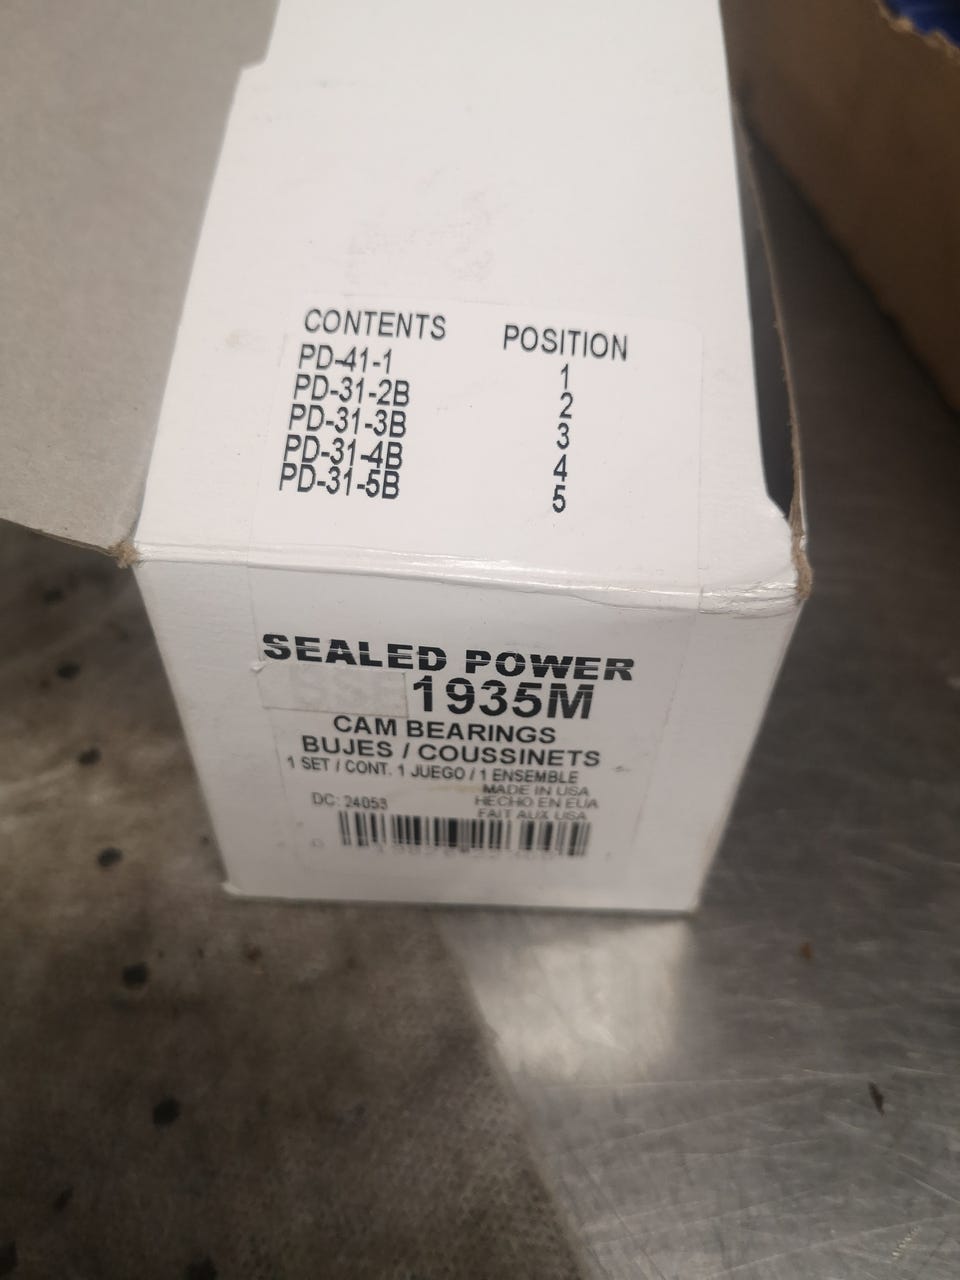 CONTENTS POSITION
PD-41-1 1
PD-31-2B 2
PD-31-3B 3
PD-31-4B 4
PD-31-5B 5
SEALED POWER
1935M
CAM BEARINGS
BUJES / COUSSINETS
1 SET / CONT. 1 JUEGO / 1 ENSEMBLE
MADE IN USA
DC: 24053 HECHO EN EUA
FAIT AUX USA